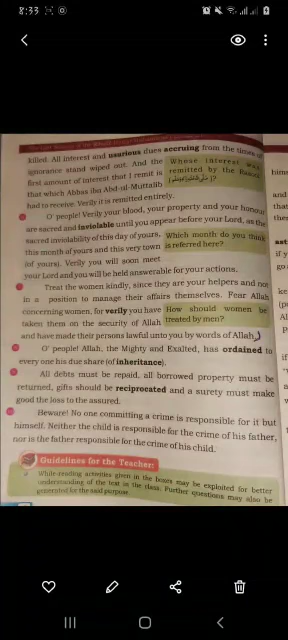 8:33
killed. All interest and usurious dues accruing from the times of
ignorance stand wiped out. And the
first amount of interest that I remit is
that which Abbas ibn Abd-ul-Muttalib
had to receive. Verily it is remitted entirely.
Whose interest was
remitted by the Rasool
O' people! Verily your blood, your property and your honour
are sacred and inviolable until you appear before your Lord, as the
sacred inviolability of this day of yours,
this month of yours and this very town
(of yours). Verily you will soon meet
your Lord and you will be held answerable for your actions.
Which month do you think
is referred here?
Treat the women kindly, since they are your helpers and not
in a position to manage their affairs themselves. Fear Allah
concerning women, for verily you have
taken them on the security of Allah
and have made their persons lawful unto you by words of Allah!
How should women be
treated by men?
O' people! Allah, the Mighty and Exalted, has ordained to
every one his due share (of inheritance).
All debts must be repaid, all borrowed property must be
returned, gifts should be reciprocated and a surety must make
good the loss to the assured.
Beware! No one committing a crime is responsible for it but
himself. Neither the child is responsible for the crime of his father,
nor is the father responsible for the crime of his child.
Guidelines for the Teacher:
While-reading activities given in the boxes may be exploited for better
understanding of the text in the class. Further questions may also be
generated for the said purpose.